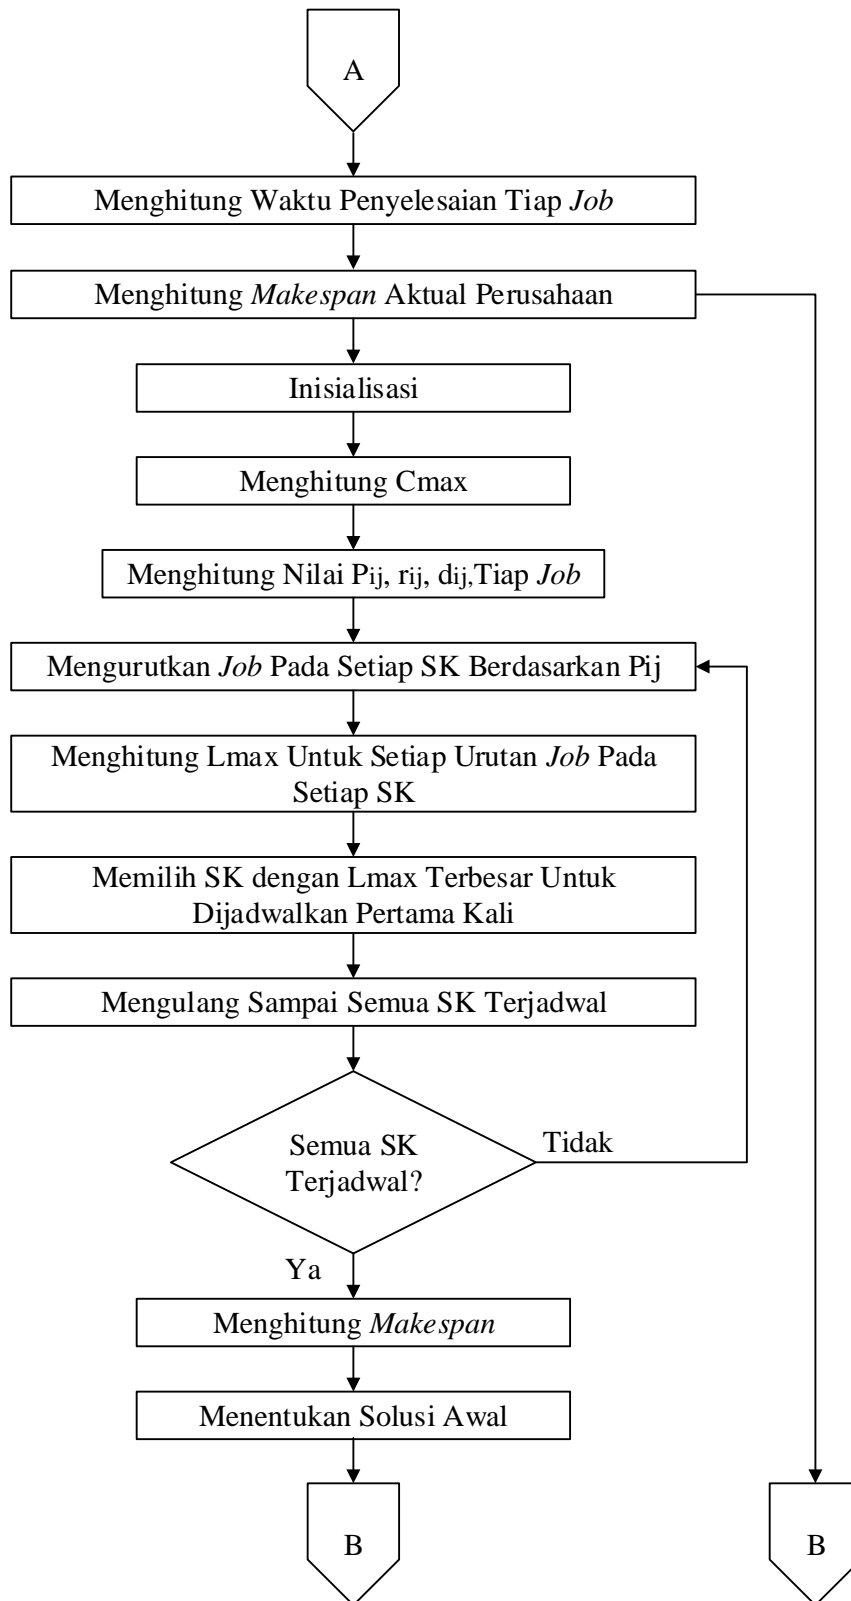 A
Menghitung Waktu Penyelesaian Tiap Job
Menghitung Makespan Aktual Perusahaan
Inisialisasi
Menghitung Cmax
Menghitung Nilai Pij, rij, dij,Tiap Job
Mengurutkan Job Pada Setiap SK Berdasarkan Pij
Menghitung Lmax Untuk Setiap Urutan Job Pada
Setiap SK
Memilih SK dengan Lmax Terbesar Untuk
Dijadwalkan Pertama Kali
Mengulang Sampai Semua SK Terjadwal
Semua SK
Terjadwal?
Tidak
Ya
Menghitung Makespan
Menentukan Solusi Awal
B
B